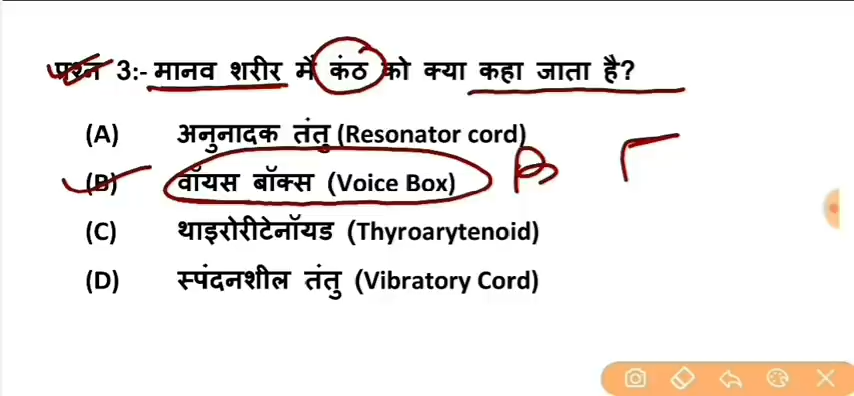 प्रश्न 3:- मानव शरीर में कंठ को क्या कहा जाता है?
(A) अनुनादक तंतु (Resonator cord)
(B) वॉयस बॉक्स (Voice Box) B
(C) थाइरोरीटेनॉयड (Thyroarytenoid)
(D) स्पंदनशील तंतु (Vibratory Cord)